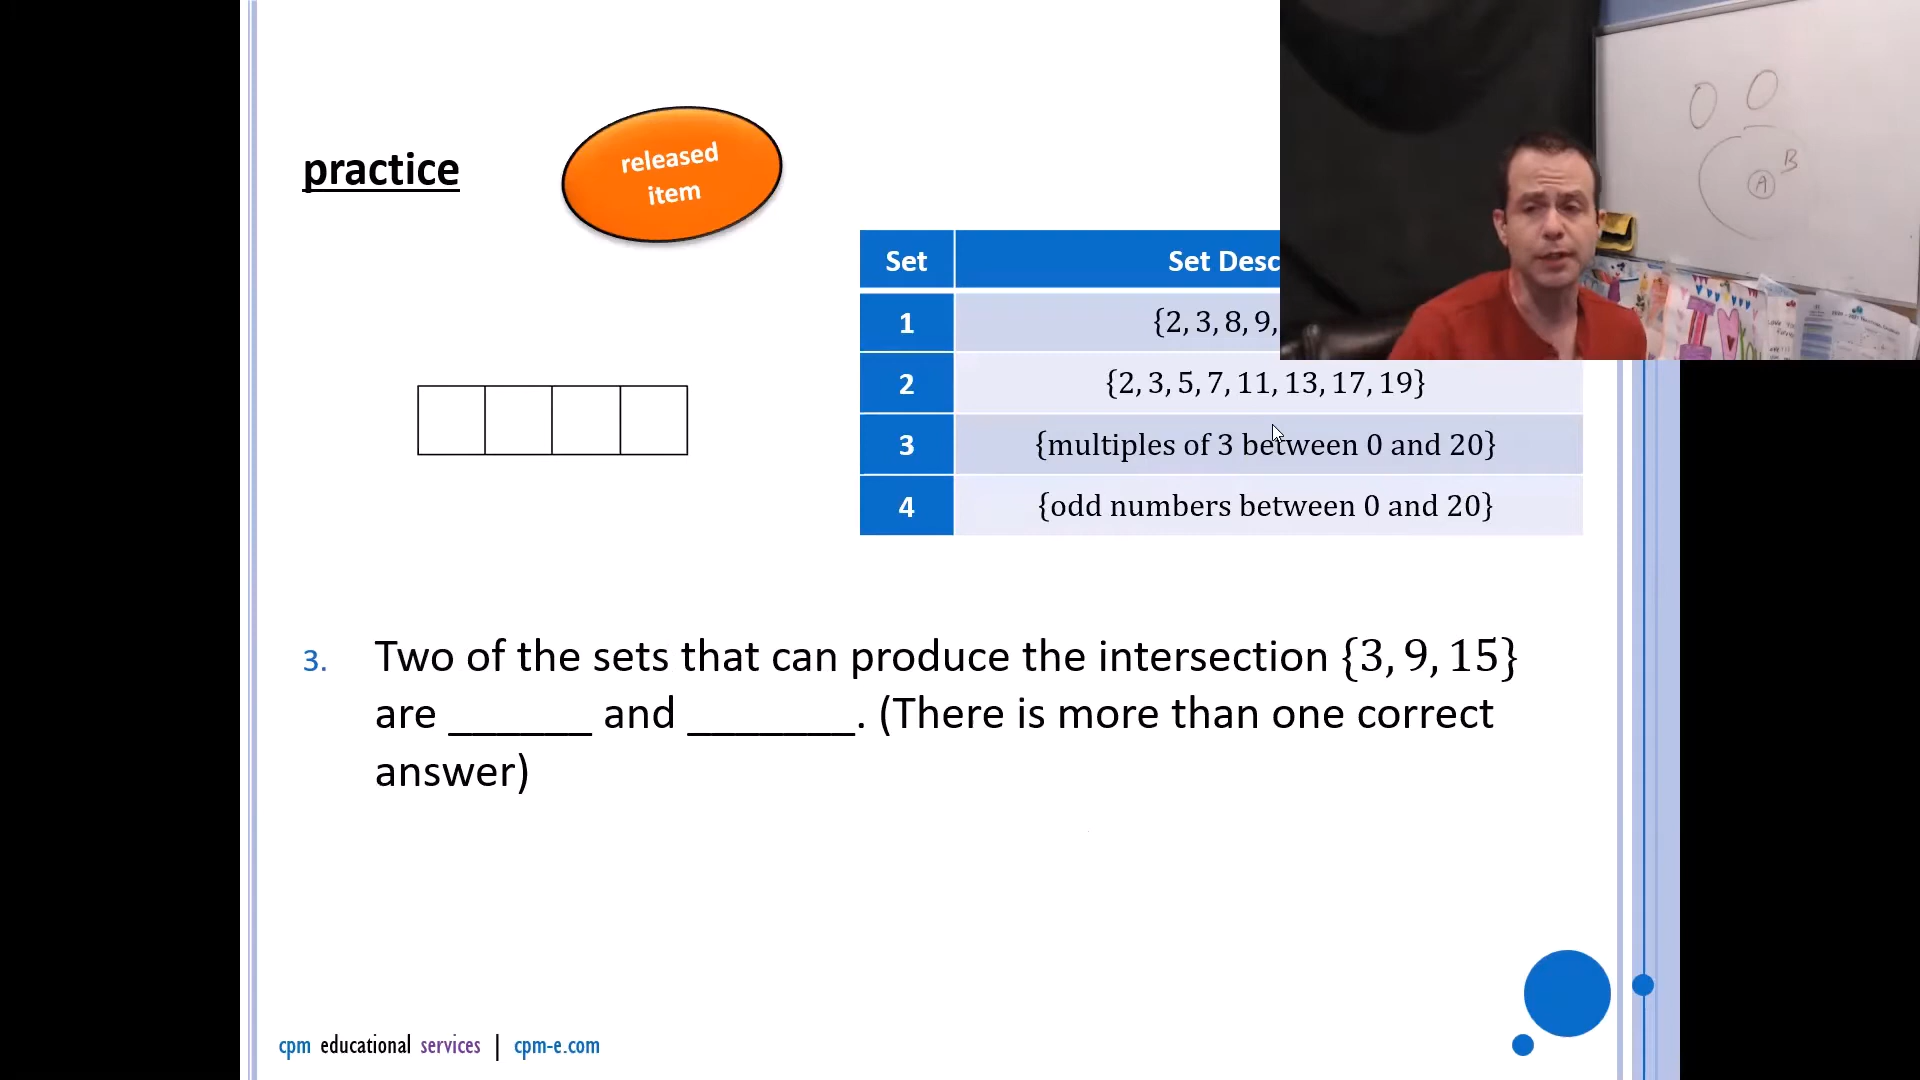 practice
released
item
Set Set Desc
1 {2, 3, 8, 9,
2 {2, 3, 5, 7, 11, 13, 17, 19}
3 {multiples of 3 between 0 and 20}
4 {odd numbers between 0 and 20}
B
A
I
3. Two of the sets that can produce the intersection {3, 9, 15}
are ______ and _______. (There is more than one correct
answer)
cpm educational services | cpm-e.com